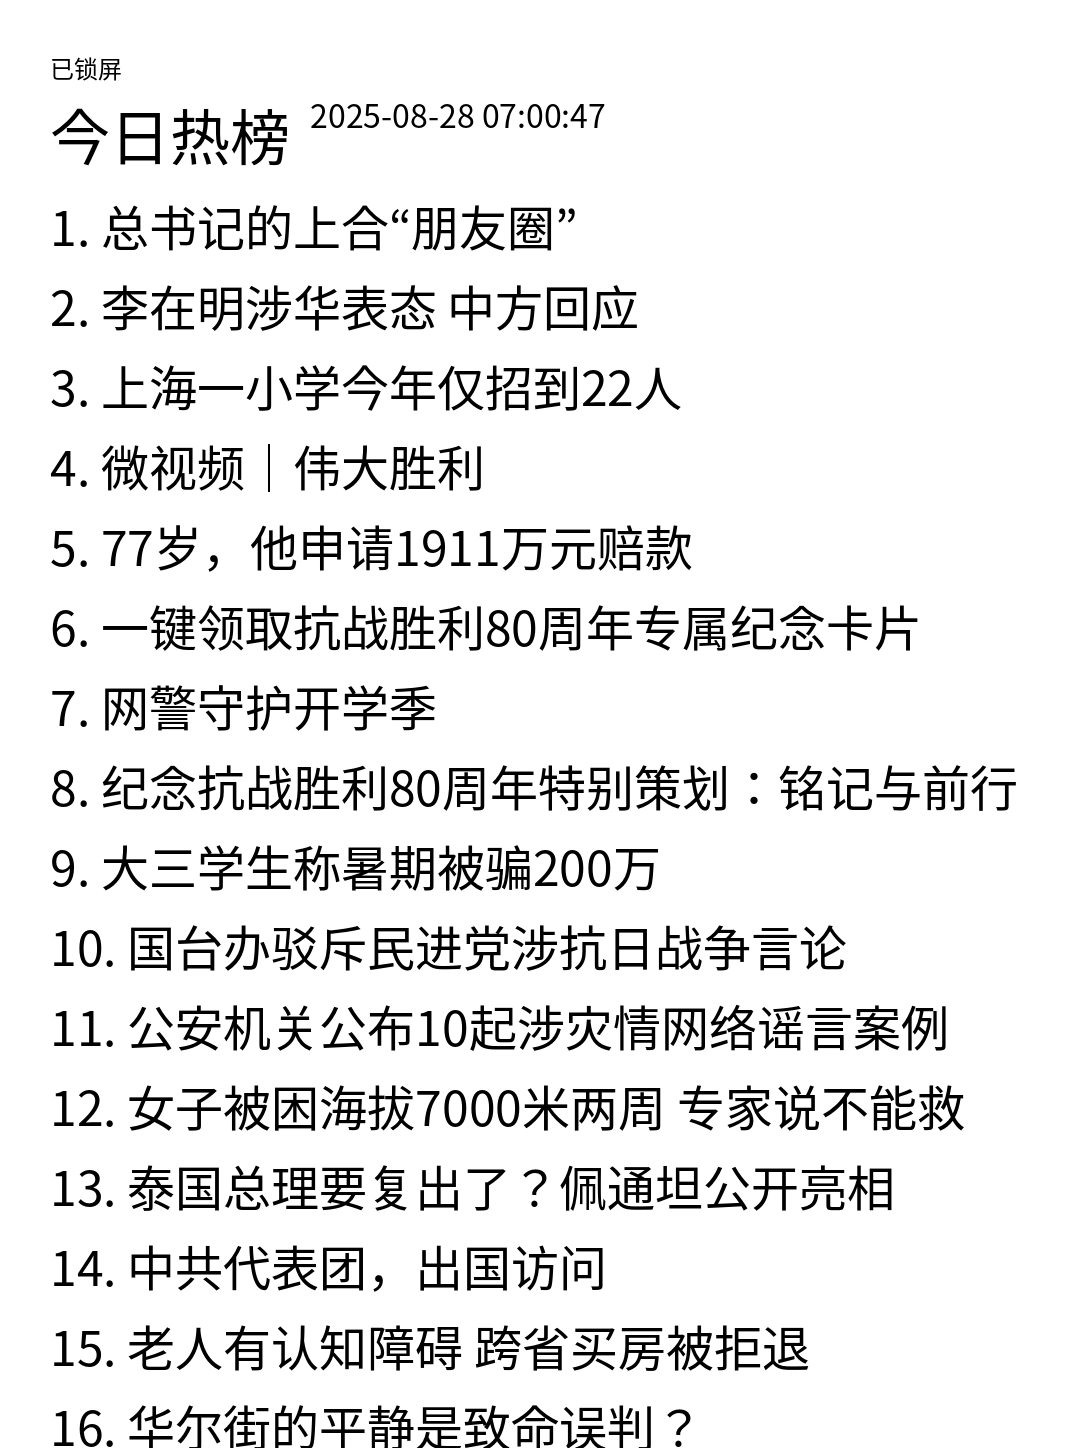 已锁屏
今日热榜 2025-08-28 07:00:47
1. 总书记的上合“朋友圈”
2. 李在明涉华表态 中方回应
3. 上海一小学今年仅招到22人
4. 微视频｜伟大胜利
5. 77岁，他申请1911万元赔款
6. 一键领取抗战胜利80周年专属纪念卡片
7. 网警守护开学季
8. 纪念抗战胜利80周年特别策划：铭记与前行
9. 大三学生称暑期被骗200万
10. 国台办驳斥民进党涉抗日战争言论
11. 公安机关公布10起涉灾情网络谣言案例
12. 女子被困海拔7000米两周 专家说不能救
13. 泰国总理要复出了？佩通坦公开亮相
14. 中共代表团，出国访问
15. 老人有认知障碍 跨省买房被拒退
16. 华尔街的平静是致命误判？